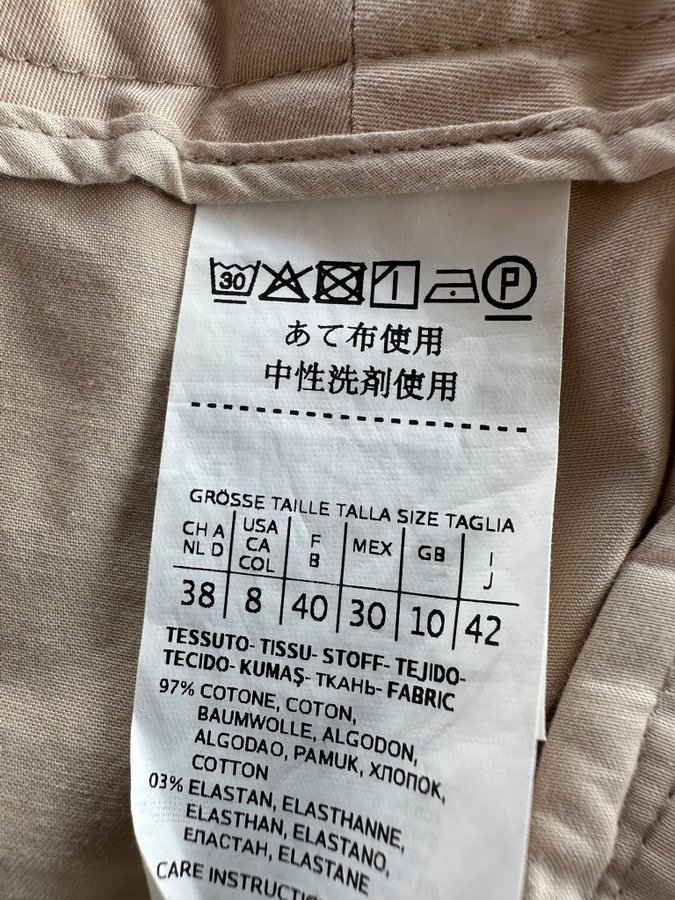 30 P
あて布使用
中性洗剤使用
GRÖSSE TAILLE TALLA SIZE TAGLIA
CH A NL D USA CA COL F B MEX GB I J
38 8 40 30 10 42
TESSUTO- TISSU- STOFF- TEJIDO-
TECIDO- KUMAŞ- ТКАНЬ- FABRIC
97% COTONE, COTON,
BAUMWOLLE, ALGODON,
ALGODAO, PAMUK, ХЛОПОК,
COTTON
03% ELASTAN, ELASTHANNE,
ELASTHAN, ELASTANO,
ЕЛАСТАН, ELASTANE
CARE